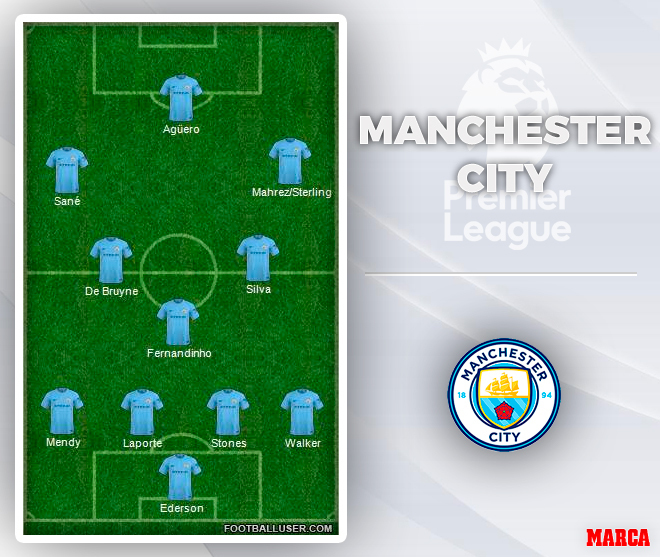 Agüero
Sané
Mahrez/Sterling
De Bruyne
Silva
Fernandinho
Mendy
Laporte
Stones
Walker
Ederson
FOOTBALLUSER.COM
MANCHESTER
CITY
Premier
League
MANCHESTER
18 94
CITY
MARCA